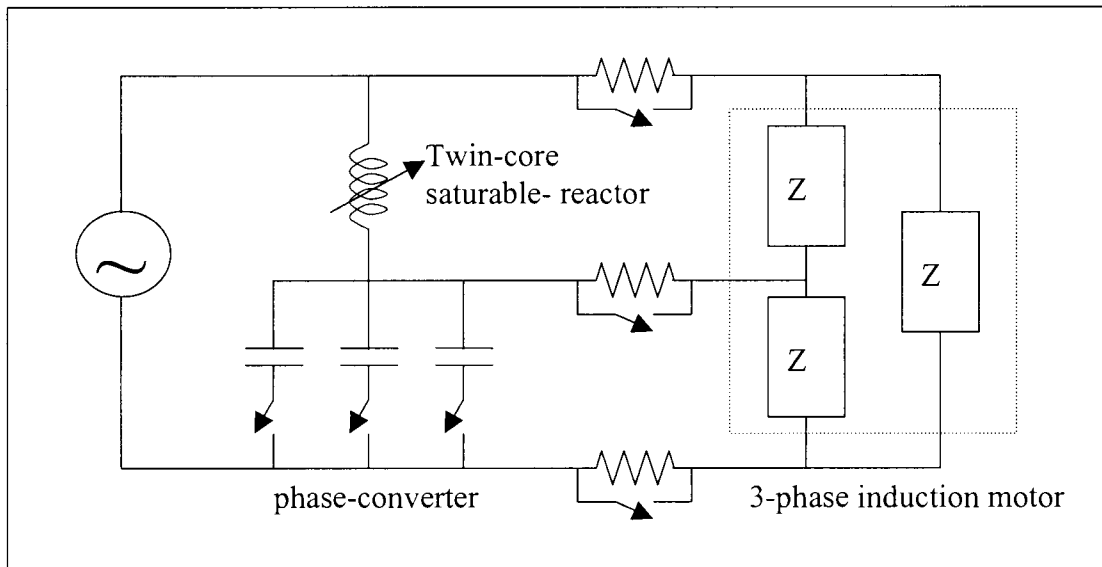 Twin-core
saturable- reactor
Z
Z
Z
phase-converter
3-phase induction motor